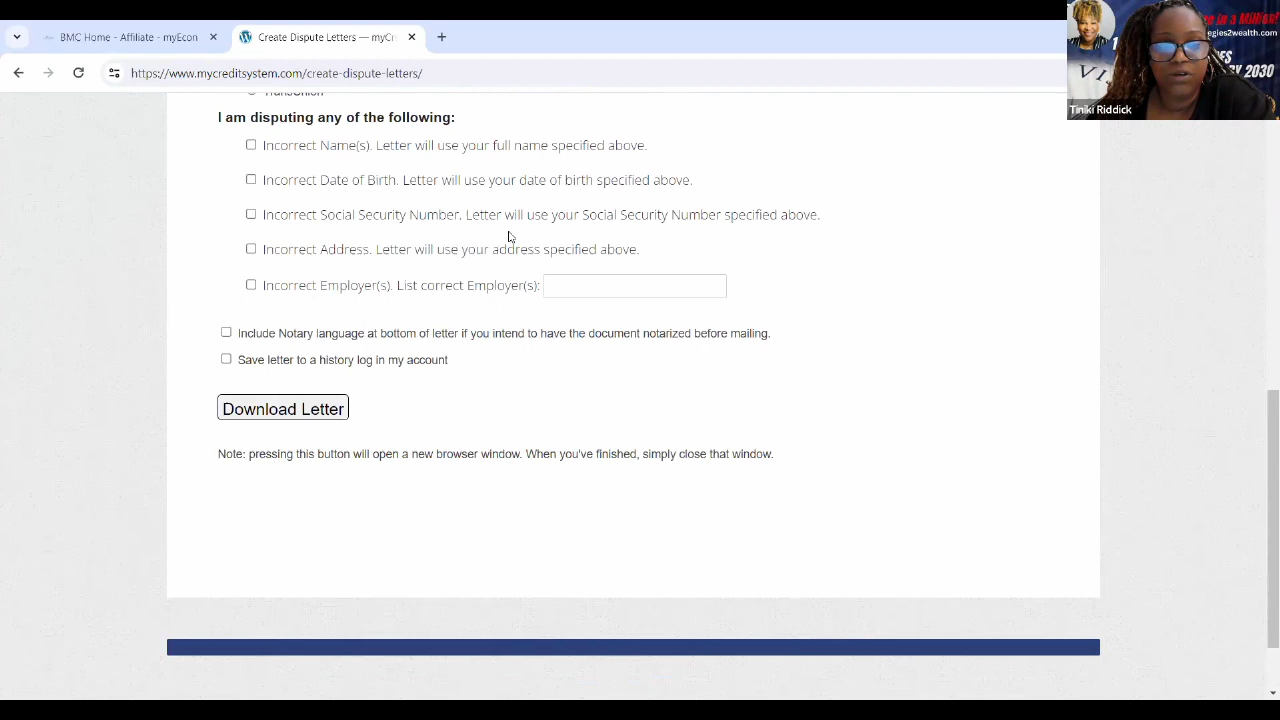 BMC Home - Affiliate - myEcon
Create Dispute Letters — myCr
https://www.mycreditsystem.com/create-dispute-letters/
TransUnion
I am disputing any of the following:
Incorrect Name(s). Letter will use your full name specified above.
Incorrect Date of Birth. Letter will use your date of birth specified above.
Incorrect Social Security Number. Letter will use your Social Security Number specified above.
Incorrect Address. Letter will use your address specified above.
Incorrect Employer(s). List correct Employer(s):
Include Notary language at bottom of letter if you intend to have the document notarized before mailing.
Save letter to a history log in my account
Download Letter
Note: pressing this button will open a new browser window. When you've finished, simply close that window.
in a Million!
egies2wealth.com
2030
Tiniki Riddick